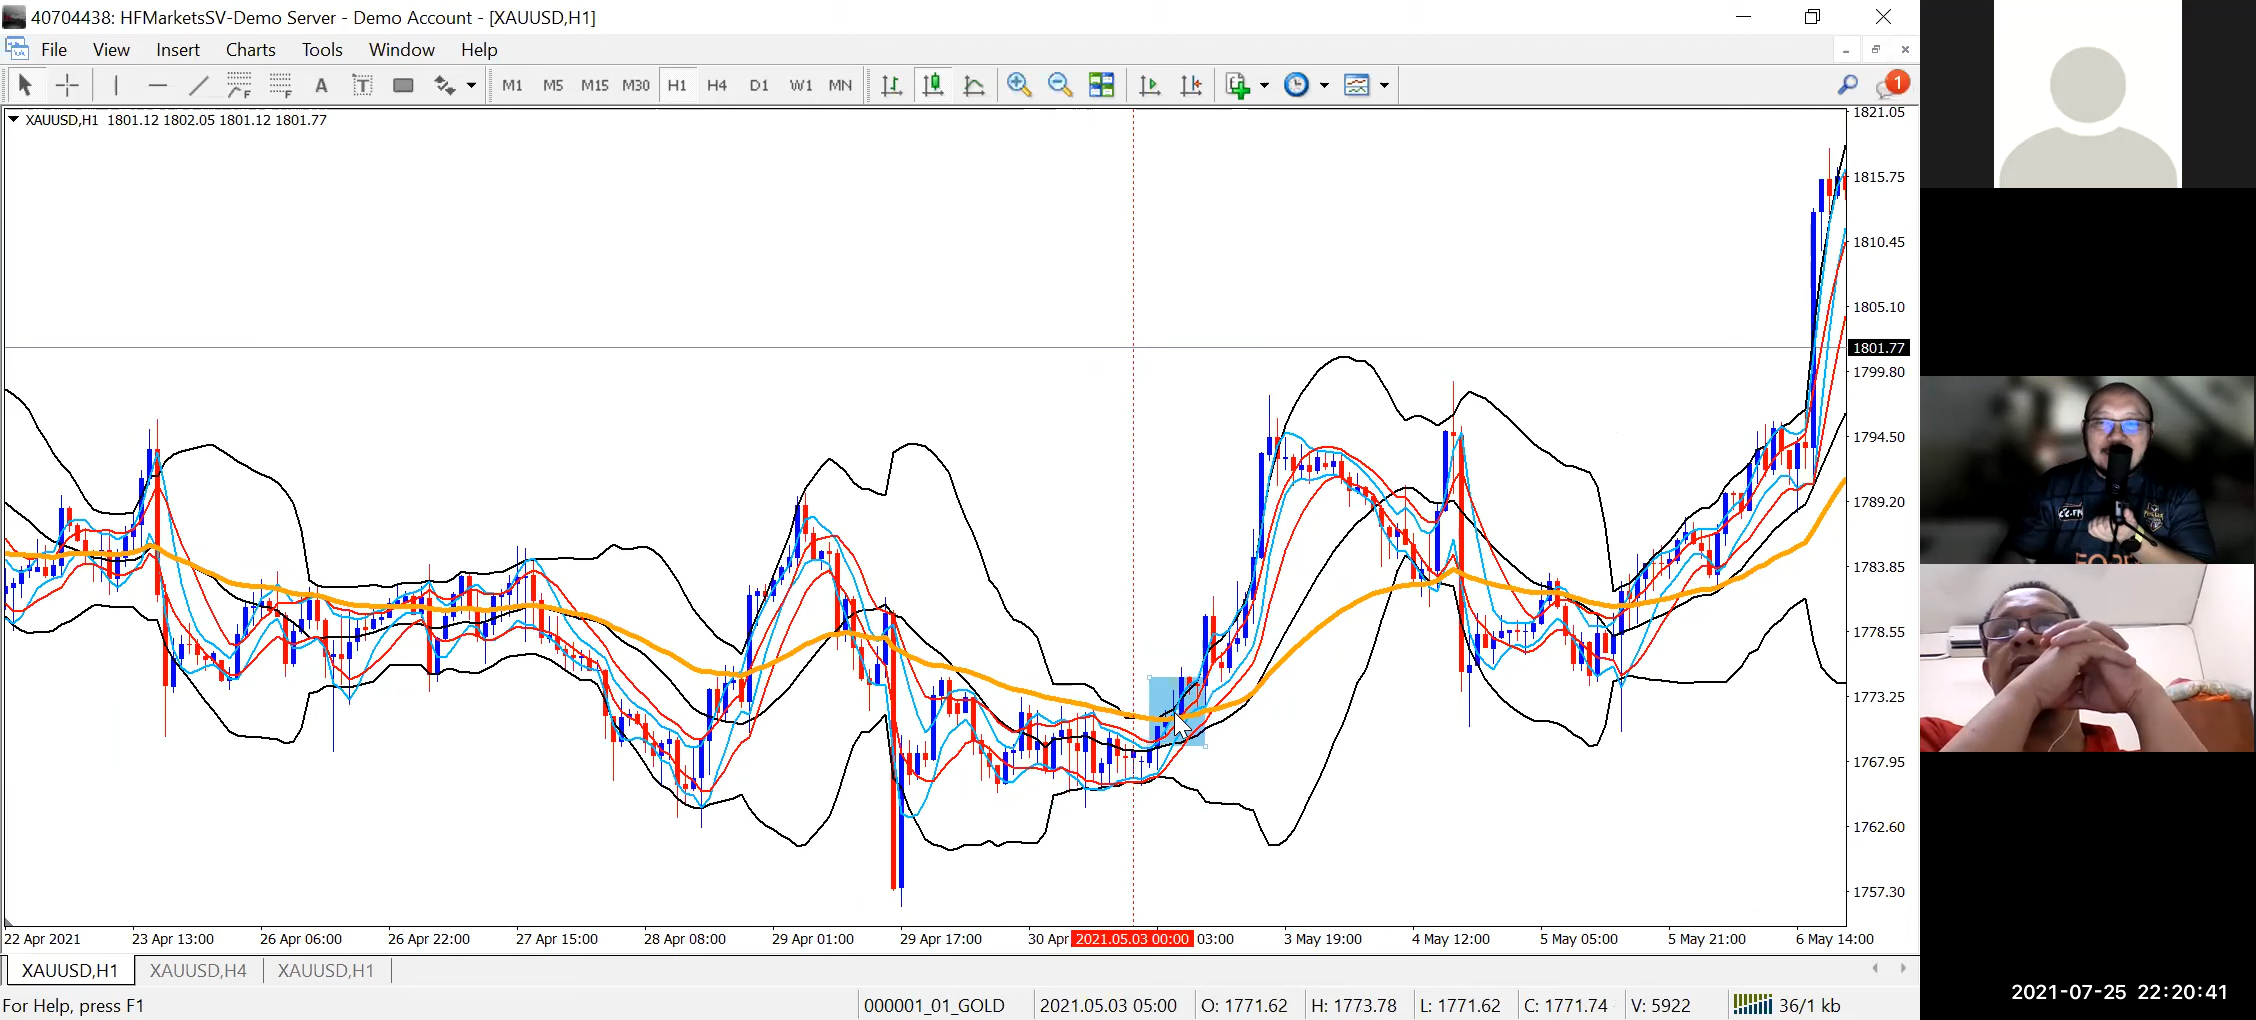 40704438: HFMarketsSV-Demo Server - Demo Account - [XAUUSD,H1]
File View Insert Charts Tools Window Help
A T M1 M5 M15 M30 H1 H4 D1 W1 MN 1
XAUUSD,H1 1801.12 1802.05 1801.12 1801.77
1821.05
1815.75
1810.45
1805.10
1801.77
1799.80
1794.50
1789.20
1783.85
1778.55
1773.25
1767.95
1762.60
1757.30
22 Apr 2021 23 Apr 13:00 26 Apr 06:00 26 Apr 22:00 27 Apr 15:00 28 Apr 08:00 29 Apr 01:00 29 Apr 17:00 30 Apr 2021.05.03 00:00 03:00 3 May 19:00 4 May 12:00 5 May 05:00 5 May 21:00 6 May 14:00
XAUUSD,H1 XAUUSD,H4 XAUUSD,H1
For Help, press F1 000001_01_GOLD 2021.05.03 05:00 O: 1771.62 H: 1773.78 L: 1771.62 C: 1771.74 V: 5922 36/1 kb
2021-07-25 22:20:41